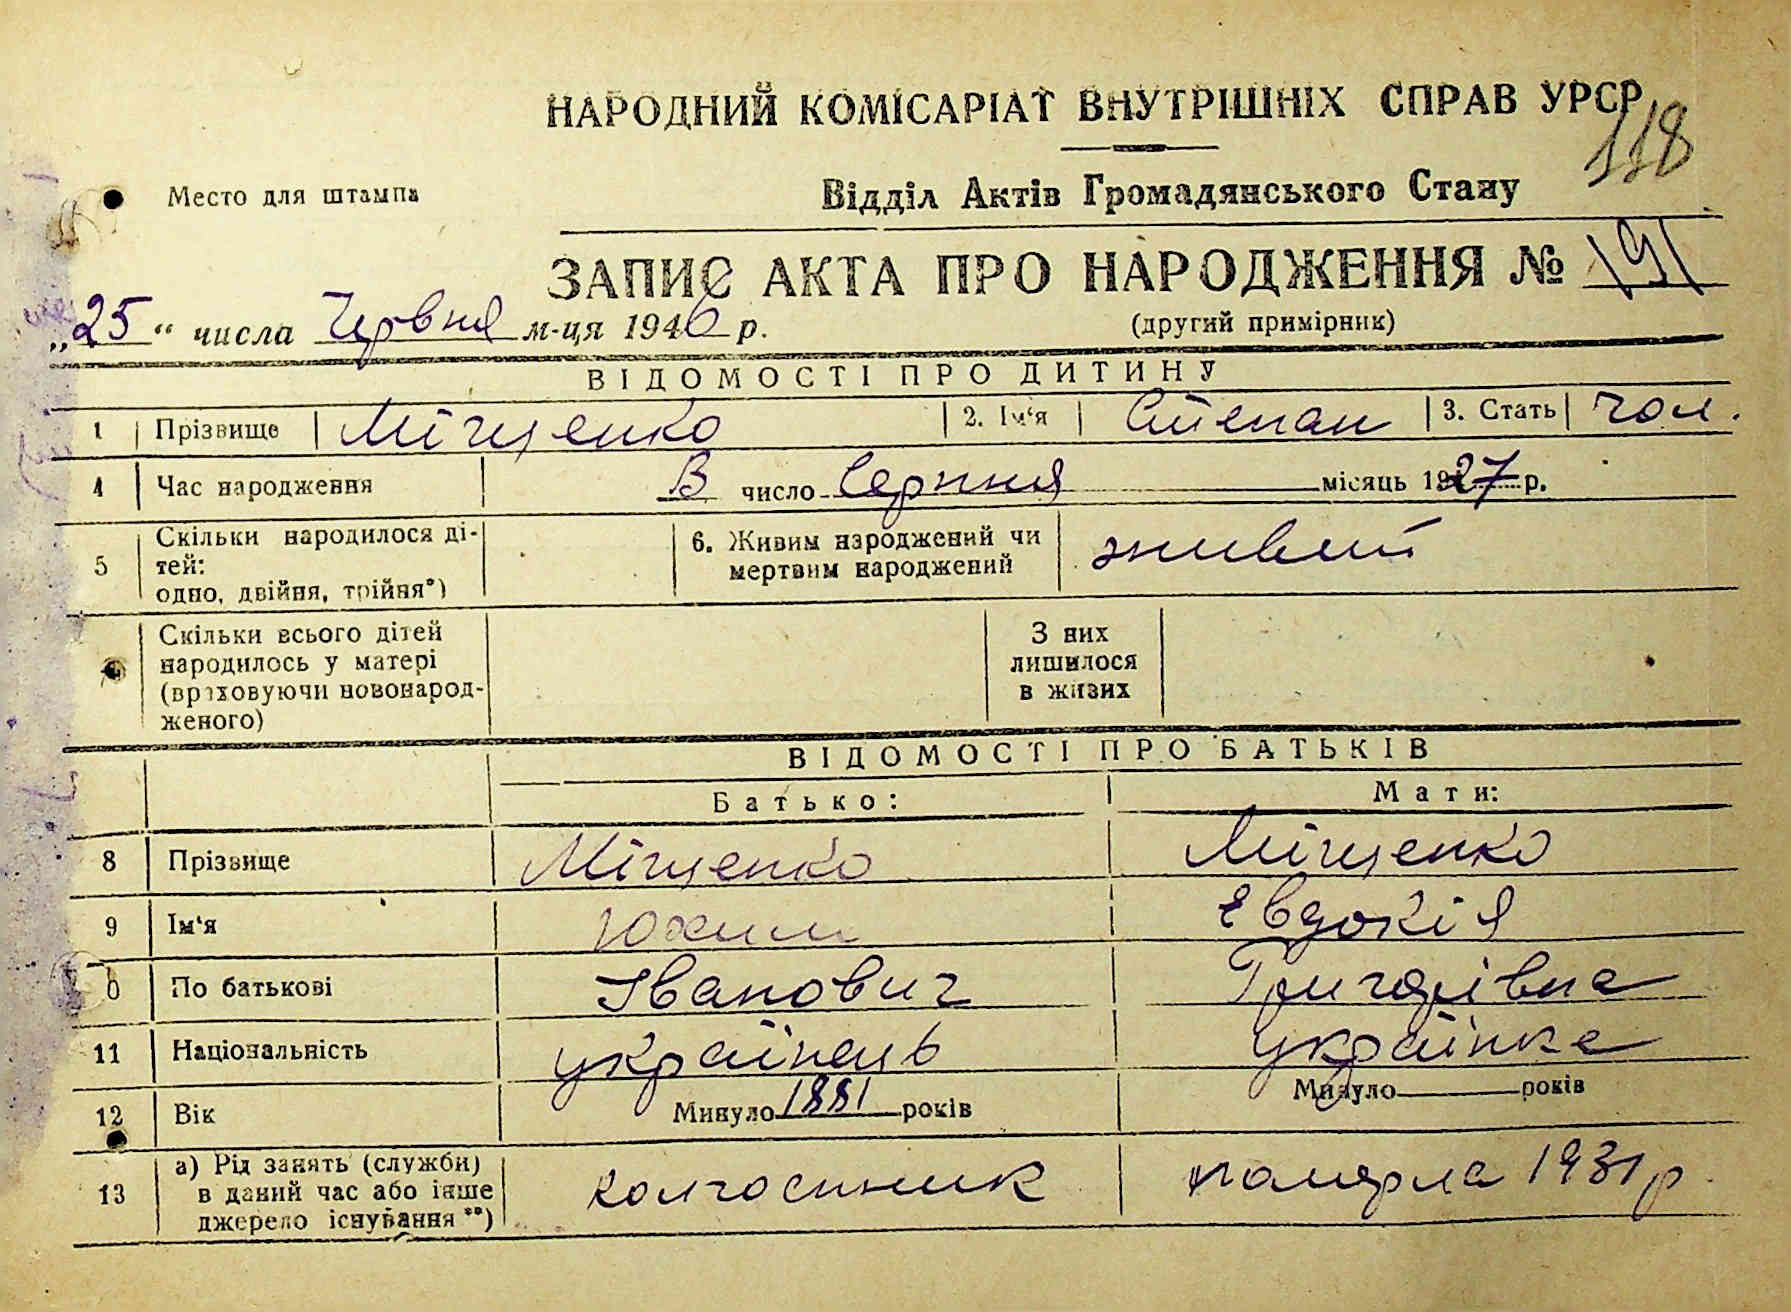 НАРОДНИЙ КОМІСАРІАТ ВНУТРІШНІХ СПРАВ УРСР
118
Место для штампа
Відділ Актів Громадянського Стану
ЗАПИС АКТА ПРО НАРОДЖЕННЯ № 191
„25“ числа Червня м-ця 1946 р.
(другий примірник)
ВІДОМОСТІ ПРО ДИТИНУ
1 Прізвище Міщенко 2. Ім'я Степан 3. Стать чол.
4 Час народження число Серпня місяць 1927 р.
5 Скільки народилося ді-
тей:
одно, двійня, трійня*)
6. Живим народжений чи
мертвим народжений
живий
Скільки всього дітей
народилось у матері
(враховуючи новонарод-
женого)
З них
лишилося
в живих
ВІДОМОСТІ ПРО БАТЬКІВ
Батько: Мати:
8 Прізвище Міщенко Міщенко
9 Ім'я Юхим Евдокія
0 По батькові Іванович Григорівна
11 Національність українець українка
12 Вік Минуло 1881 років Минуло років
13 а) Рід занять (служби)
в даний час або інше
джерело існування**)
колгоспник померла 1931 р.